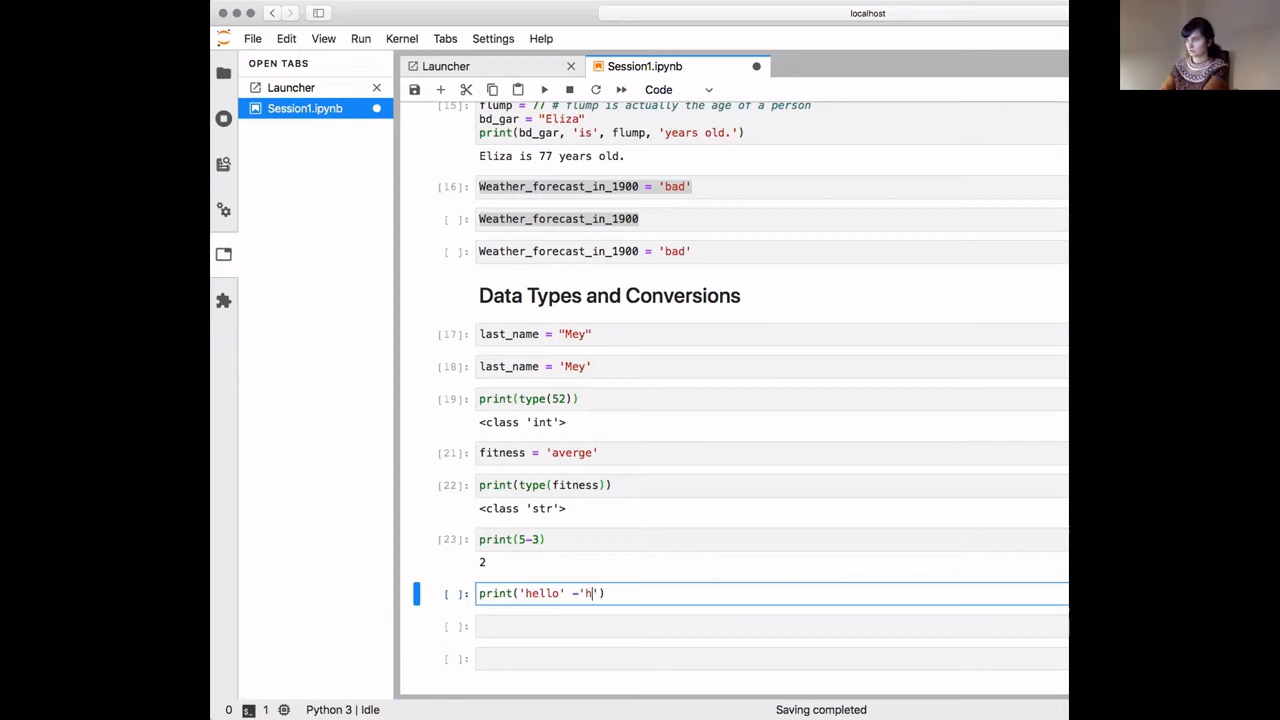 localhost
File Edit View Run Kernel Tabs Settings Help
OPEN TABS
Launcher
Session1.ipynb
Launcher
Session1.ipynb
Code
[15]: flump = 77 # flump is actually the age of a person
bd_gar = "Eliza"
print(bd_gar, 'is', flump, 'years old.')
Eliza is 77 years old.
[16]: Weather_forecast_in_1900 = 'bad'
[ ]: Weather_forecast_in_1900
[ ]: Weather_forecast_in_1900 = 'bad'
Data Types and Conversions
[17]: last_name = "Mey"
[18]: last_name = 'Mey'
[19]: print(type(52))
<class 'int'>
[21]: fitness = 'averge'
[22]: print(type(fitness))
<class 'str'>
[23]: print(5-3)
2
[ ]: print('hello' -'h')
[ ]:
[ ]:
0 $_ 1 Python 3 | Idle Saving completed